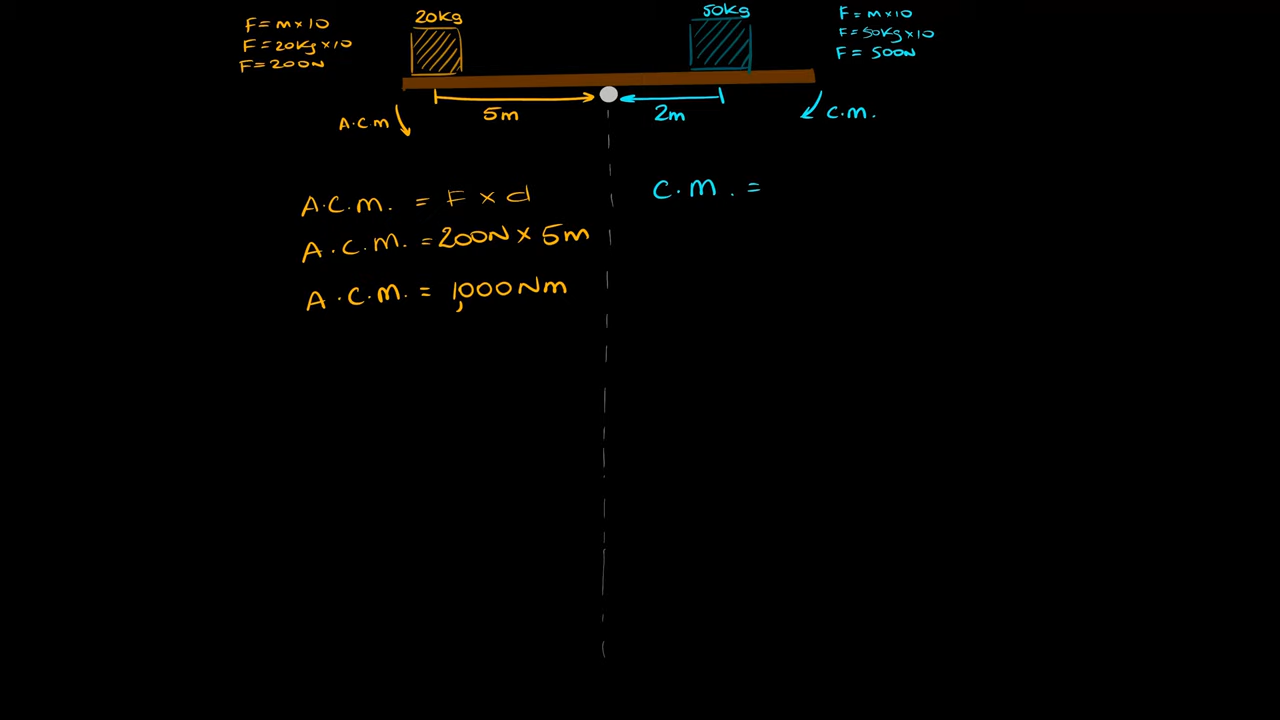 F = m x 10
F = 20Kg x 10
F = 200N
20Kg
50Kg
F = m x 10
F = 50Kg x 10
F = 500N
A.C.M
5m
2m
C.M.
A.C.M. = F x d
A.C.M. = 200N x 5m
A.C.M. = 1,000Nm
C.M. =